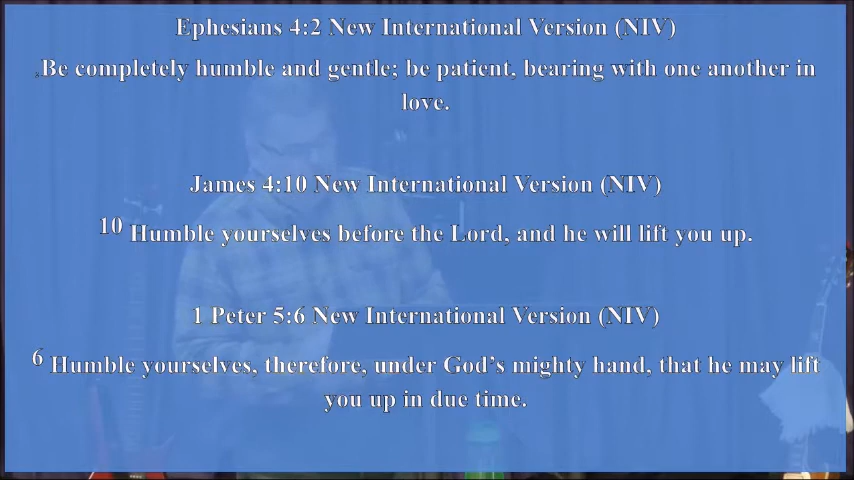 Ephesians 4:2 New International Version (NIV)
Be completely humble and gentle; be patient, bearing with one another in
love.
James 4:10 New International Version (NIV)
10 Humble yourselves before the Lord, and he will lift you up.
1 Peter 5:6 New International Version (NIV)
6 Humble yourselves, therefore, under God’s mighty hand, that he may lift
you up in due time.